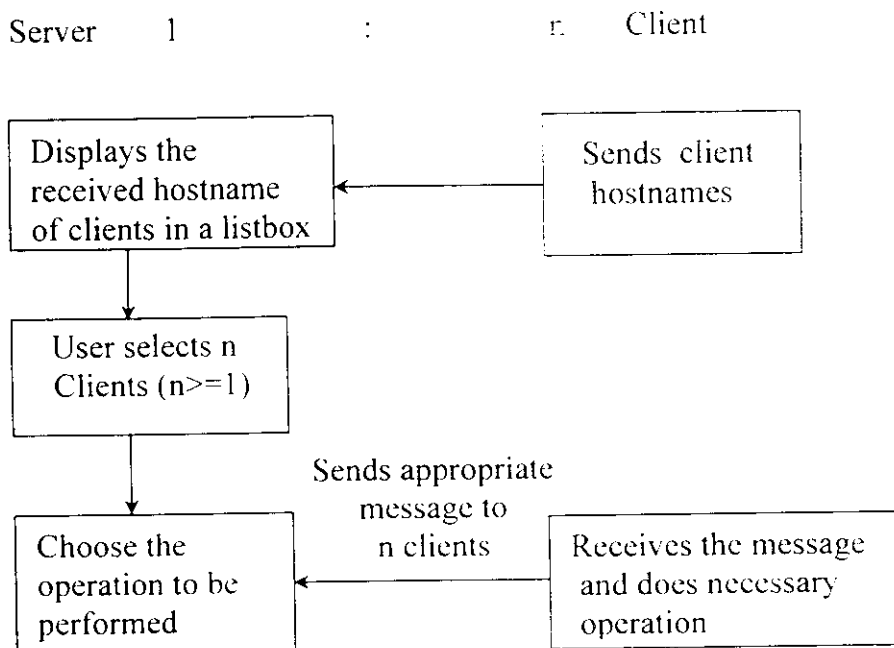 Server 1 : n Client
Displays the
received hostname
of clients in a listbox
Sends client
hostnames
User selects n
Clients (n>=1)
Sends appropriate
message to
n clients
Choose the
operation to be
performed
Receives the message
and does necessary
operation